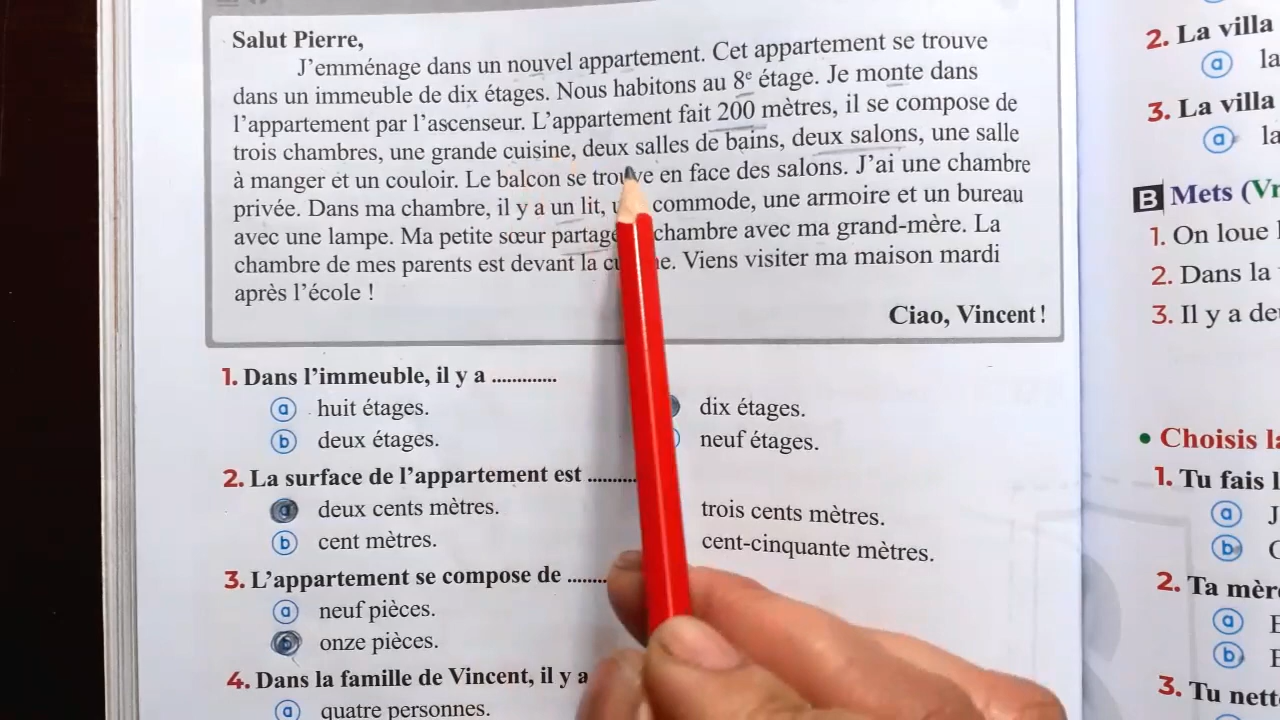 Salut Pierre,
J'emménage dans un nouvel appartement. Cet appartement se trouve
dans un immeuble de dix étages. Nous habitons au 8e étage. Je monte dans
l'appartement par l'ascenseur. L'appartement fait 200 mètres, il se compose de
trois chambres, une grande cuisine, deux salles de bains, deux salons, une salle
à manger et un couloir. Le balcon se trouve en face des salons. J'ai une chambre
privée. Dans ma chambre, il y a un lit, commode, une armoire et un bureau
avec une lampe. Ma petite sœur partage chambre avec ma grand-mère. La
chambre de mes parents est devant la Viens visiter ma maison mardi
après l'école !
Ciao, Vincent !
1. Dans l'immeuble, il y a .............
a huit étages.
dix étages.
b deux étages.
neuf étages.
2. La surface de l'appartement est ..........
a deux cents mètres.
trois cents mètres.
b cent mètres.
cent-cinquante mètres.
3. L'appartement se compose de ........
a neuf pièces.
b onze pièces.
4. Dans la famille de Vincent, il y a
a quatre personnes.
2. La villa
a la
3. La villa
a la
B Mets (Vr
1. On loue
2. Dans la
3. Il y a de
• Choisis la
1. Tu fais
a J
b
2. Ta mèr
a E
b E
3. Tu nett